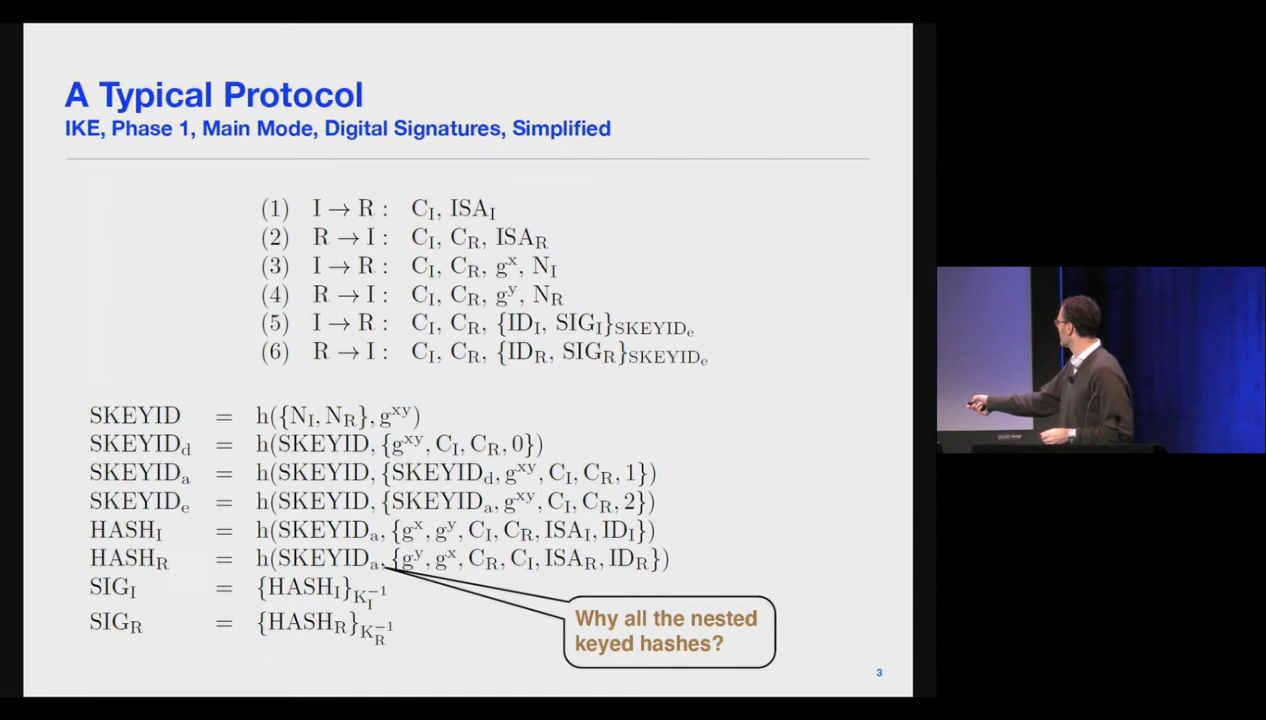 A Typical Protocol
IKE, Phase 1, Main Mode, Digital Signatures, Simplified
(1) I → R : C_I, ISA_I
(2) R → I : C_I, C_R, ISA_R
(3) I → R : C_I, C_R, g^x, N_I
(4) R → I : C_I, C_R, g^y, N_R
(5) I → R : C_I, C_R, {ID_I, SIG_I}_SKEYID_e
(6) R → I : C_I, C_R, {ID_R, SIG_R}_SKEYID_e
SKEYID = h({N_I, N_R}, g^xy)
SKEYID_d = h(SKEYID, {g^xy, C_I, C_R, 0})
SKEYID_a = h(SKEYID, {SKEYID_d, g^xy, C_I, C_R, 1})
SKEYID_e = h(SKEYID, {SKEYID_a, g^xy, C_I, C_R, 2})
HASH_I = h(SKEYID_a, {g^x, g^y, C_I, C_R, ISA_I, ID_I})
HASH_R = h(SKEYID_a, {g^y, g^x, C_R, C_I, ISA_R, ID_R})
SIG_I = {HASH_I}_K_I^−1
SIG_R = {HASH_R}_K_R^−1
Why all the nested
keyed hashes?
3